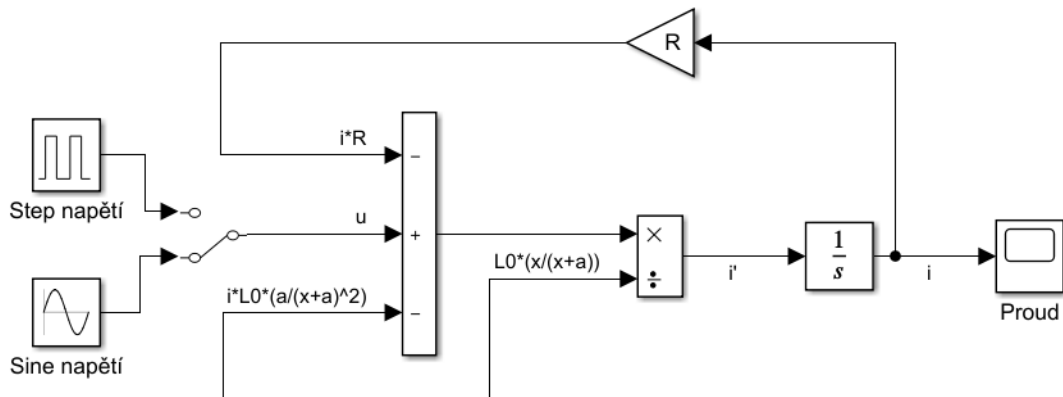 R
i*R
−
Step napětí
u
+
×
1
s
L0*(x/(x+a))
÷
i'
i
i*L0*(a/(x+a)^2)
−
Proud
Sine napětí